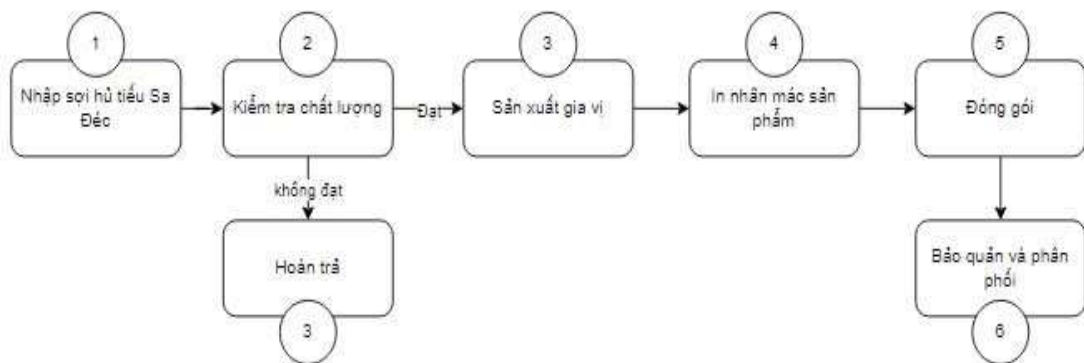 1
2
3
4
5
Nhập sợi hủ tiếu Sa
Đéc
Kiểm tra chất lượng
Đạt
Sản xuất gia vị
In nhãn mác sản
phẩm
Đóng gói
không đạt
Hoàn trả
3
Bảo quản và phân
phối
6